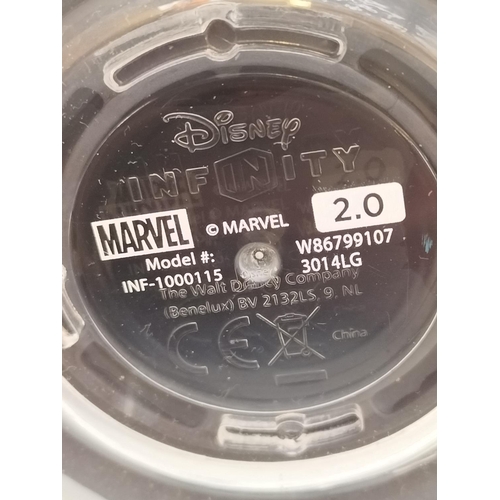 Disney
INFINITY
MARVEL © MARVEL 2.0
Model #: W86799107
INF-1000115 3014LG
The Walt Disney Company
(Benelux) BV 2132LS, 9, NL
CE China